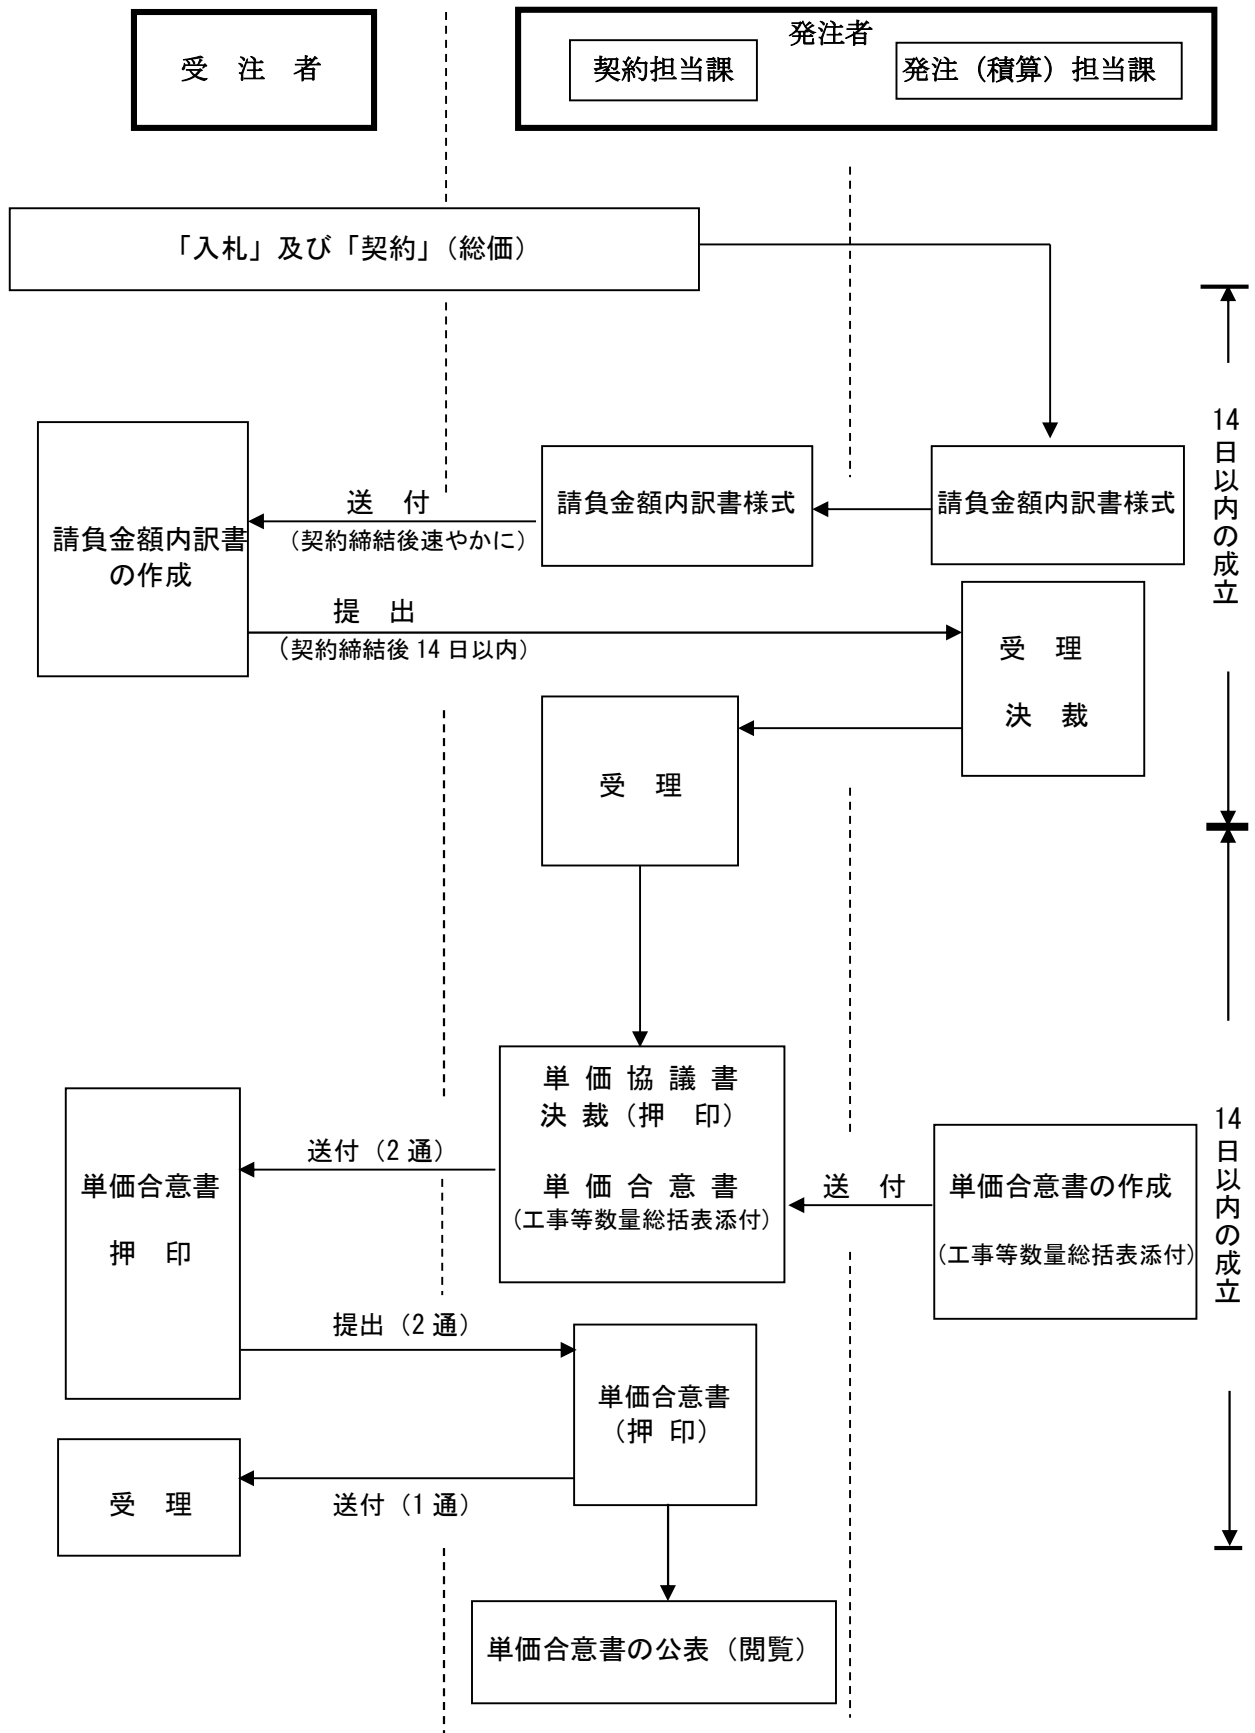 受　注　者
発注者
契約担当課
発注（積算）担当課
「入札」及び「契約」（総価）
請負金額内訳書様式
請負金額内訳書様式
送　付
（契約締結後速やかに）
請負金額内訳書
の作成
提　出
（契約締結後 14 日以内）
受　理
決　裁
受　理
14日以内の成立
単 価 協 議 書
決 裁（押　印）
単 価 合 意 書
（工事等数量総括表添付）
送　付
単価合意書の作成
（工事等数量総括表添付）
送付（2 通）
単価合意書
押　印
提出（2 通）
単価合意書
（押 印）
受　理
送付（1 通）
単価合意書の公表（閲覧）
14日以内の成立